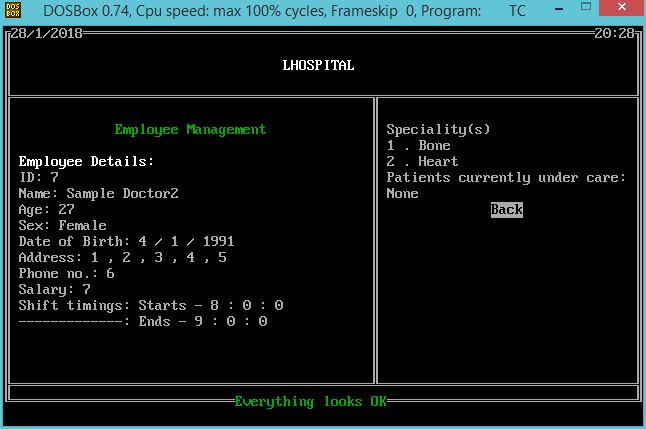 DOS BOX
DOSBox 0.74, Cpu speed: max 100% cycles, Frameskip 0, Program: TC
28/1/2018
20:28
LHOSPITAL
Employee Management
Employee Details:
ID: 7
Name: Sample Doctor2
Age: 27
Sex: Female
Date of Birth: 4 / 1 / 1991
Address: 1 , 2 , 3 , 4 , 5
Phone no.: 6
Salary: 7
Shift timings: Starts - 8 : 0 : 0
-------------: Ends - 9 : 0 : 0
Speciality(s)
1 . Bone
2 . Heart
Patients currently under care:
None
Back
Everything looks OK